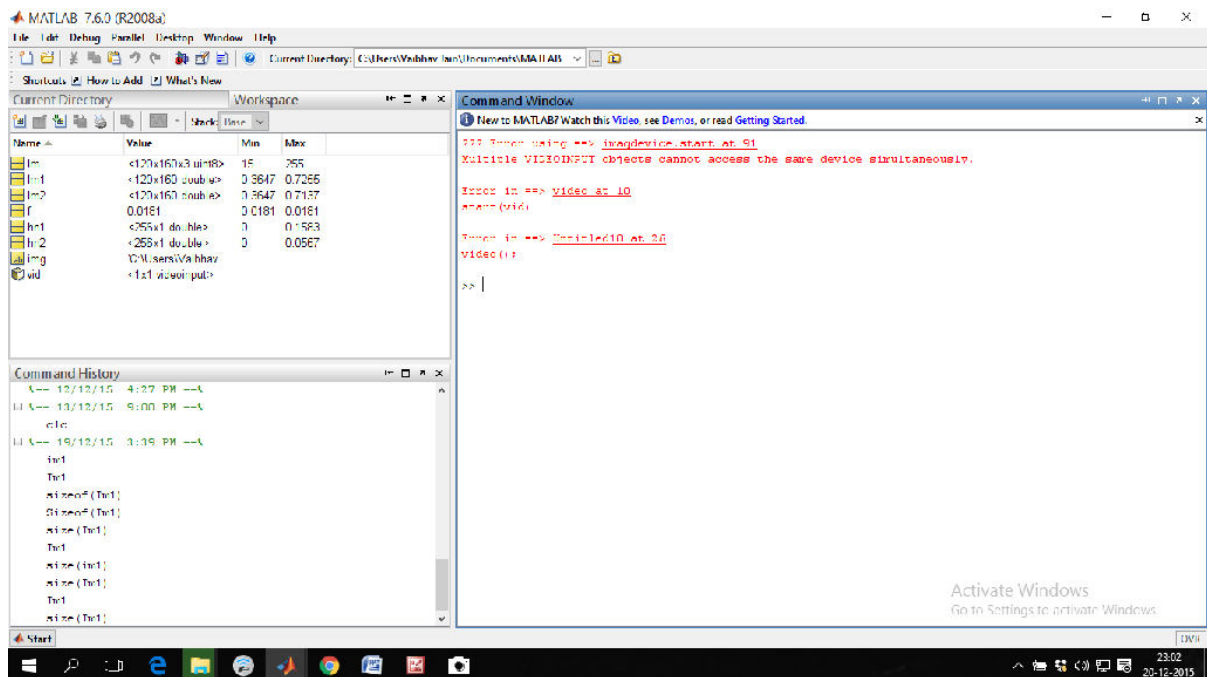 MATLAB 7.6.0 (R2008a)
File Edit Debug Parallel Desktop Window Help
Current Directory: C:\Users\Vaibhav Jain\Documents\MATLAB
Shortcuts How to Add What's New
Current Directory Workspace
Stack: Base
Name Value Min Max
Im <120x160x3 uint8> 15 255
Im1 <120x160 double> 0.3647 0.7265
Im2 <120x160 double> 0.3647 0.7137
f 0.0181 0.0181 0.0181
hn1 <256x1 double> 0 0.1583
hn2 <256x1 double> 0 0.0567
img 'C:\Users\Vaibhav
vid <1x1 videoinput>
Command History
%-- 12/12/15 4:27 PM --%
%-- 13/12/15 9:00 PM --%
clc
%-- 19/12/15 3:39 PM --%
im1
Im1
sizeof(Im1)
Sizeof(Im1)
size(Im1)
Im1
size(im1)
size(Im1)
Im1
size(Im1)
Command Window
New to MATLAB? Watch this Video, see Demos, or read Getting Started.
??? Error using ==> imaqdevice.start at 91
Multiple VIDEOINPUT objects cannot access the same device simultaneously.
Error in ==> video at 10
start(vid)
Error in ==> Untitled10 at 26
video();
>>
Activate Windows
Go to Settings to activate Windows.
Start
OVR
23:02
20-12-2015